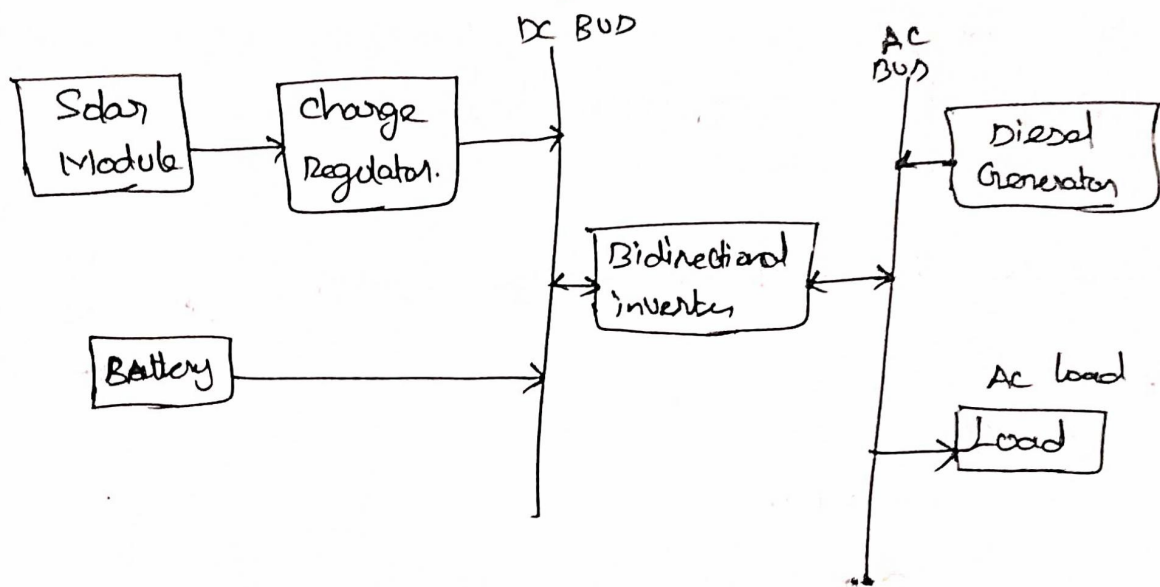 DC BUD
AC
BUD
Solar
Module
Charge
Regulator.
Diesel
Generator
Bidirectional
inverter
Battery
AC load
Load